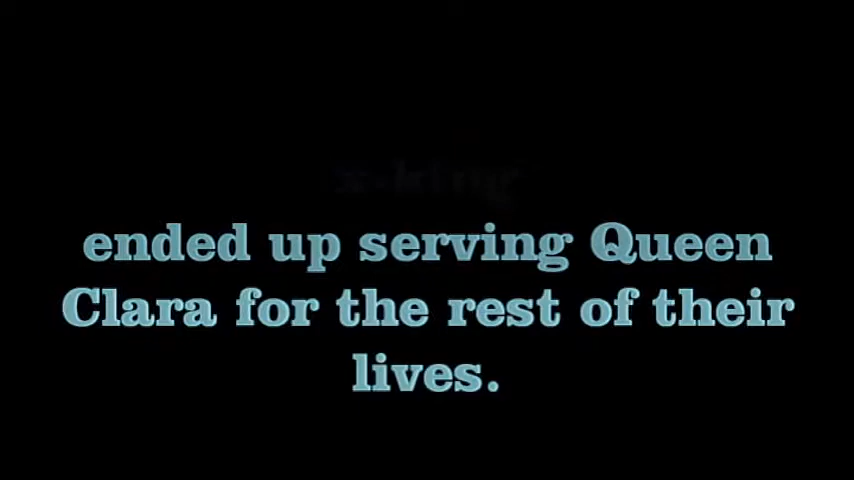 ended up serving Queen
Clara for the rest of their
lives.